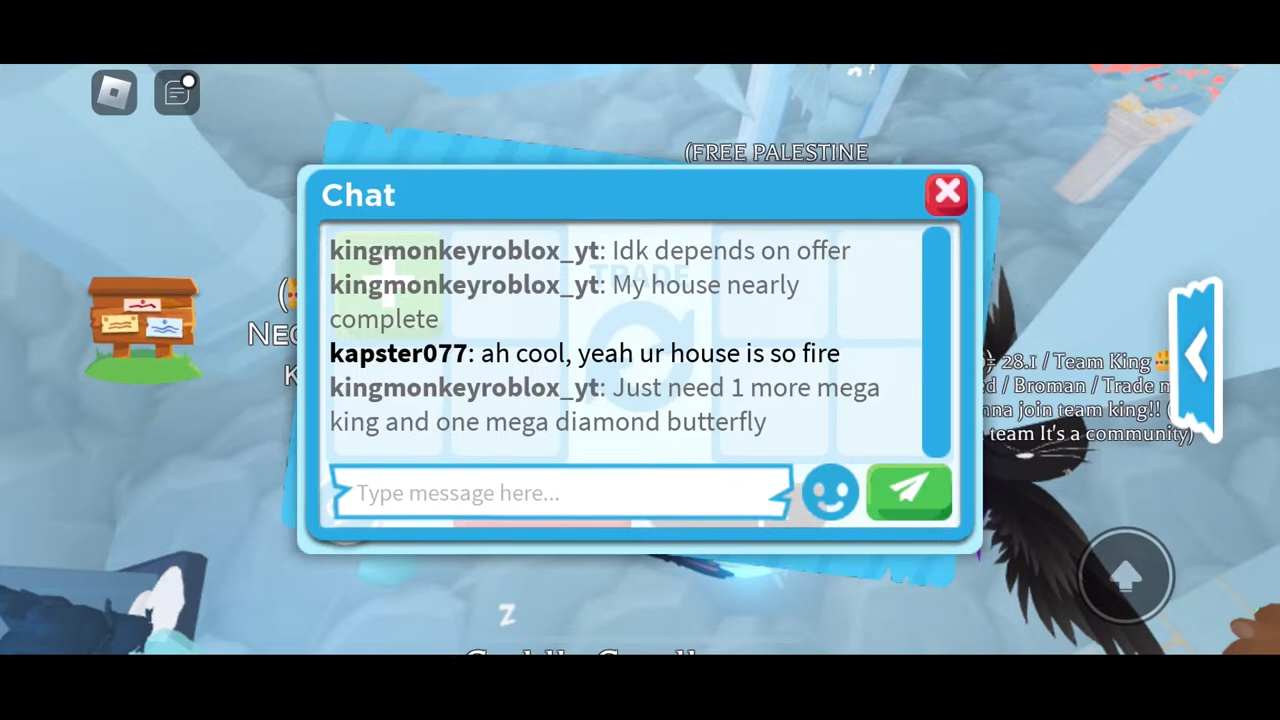 (FREE PALESTINE
Chat
kingmonkeyroblox_yt: Idk depends on offer
kingmonkeyroblox_yt: My house nearly
complete
kapster077: ah cool, yeah ur house is so fire
kingmonkeyroblox_yt: Just need 1 more mega
king and one mega diamond butterfly
Type message here...
TRADE
28.1 / Team King
/ Broman / Trade
join team king!! (
team It's a community)
Z